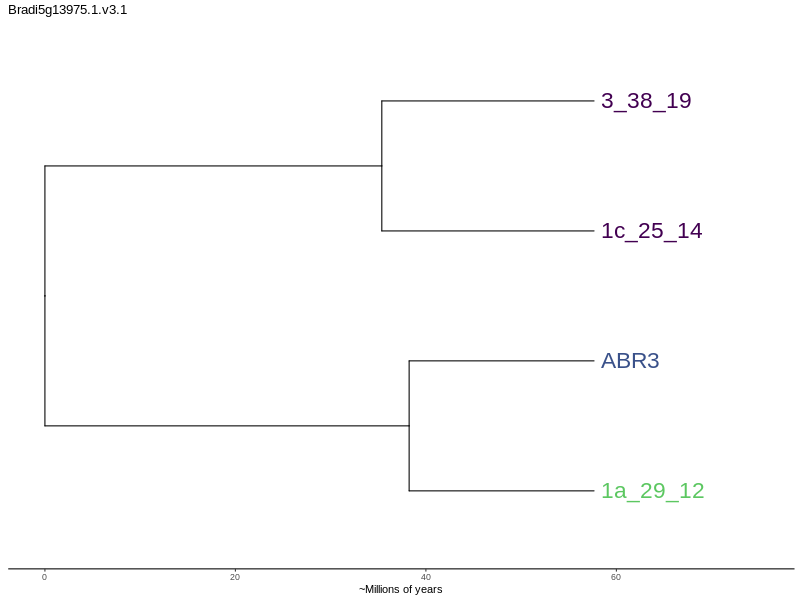 Bradi5g13975.1.v3.1
3_38_19
1c_25_14
ABR3
1a_29_12
0 20 40 60
~Millions of years